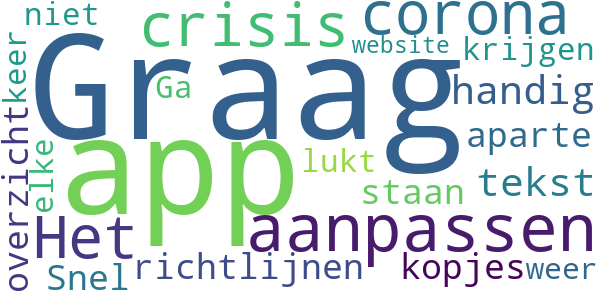 niet
crisis
corona
website
krijgen
Graag
Ga
handig
keer
overzicht
app
aparte
elke
lukt
staan
tekst
Het
aanpassen
Snel
richtlijnen
kopjes
weer